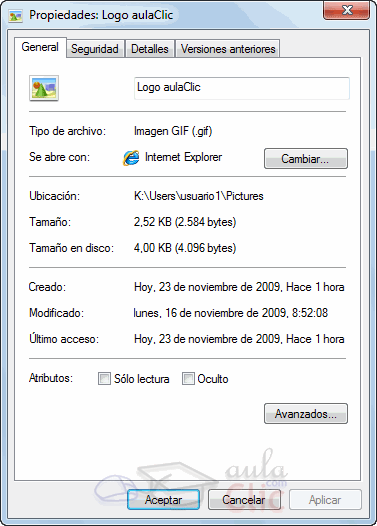 Propiedades: Logo aulaClic
General Seguridad Detalles Versiones anteriores
Logo aulaClic
Tipo de archivo: Imagen GIF (.gif)
Se abre con: Internet Explorer Cambiar...
Ubicación: K:\Users\usuario1\Pictures
Tamaño: 2,52 KB (2.584 bytes)
Tamaño en disco: 4,00 KB (4.096 bytes)
Creado: Hoy, 23 de noviembre de 2009, Hace 1 hora
Modificado: lunes, 16 de noviembre de 2009, 8:52:08
Último acceso: Hoy, 23 de noviembre de 2009, Hace 1 hora
Atributos: Sólo lectura Oculto
Avanzados...
aula
.com
Clic
Aceptar Cancelar Aplicar